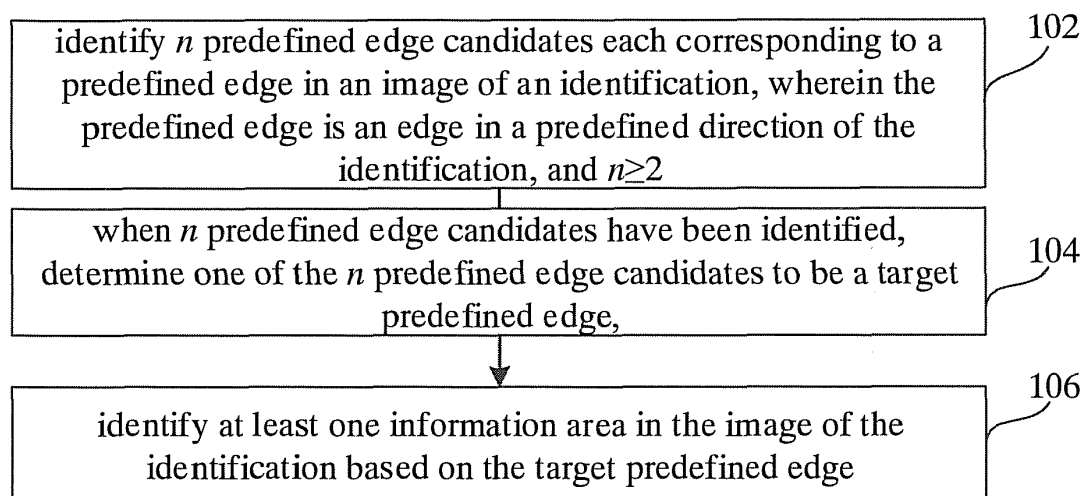 identify n predefined edge candidates each corresponding to a
predefined edge in an image of an identification, wherein the
predefined edge is an edge in a predefined direction of the
identification, and n≥2
102
when n predefined edge candidates have been identified,
determine one of the n predefined edge candidates to be a target
predefined edge,
104
identify at least one information area in the image of the
identification based on the target predefined edge
106